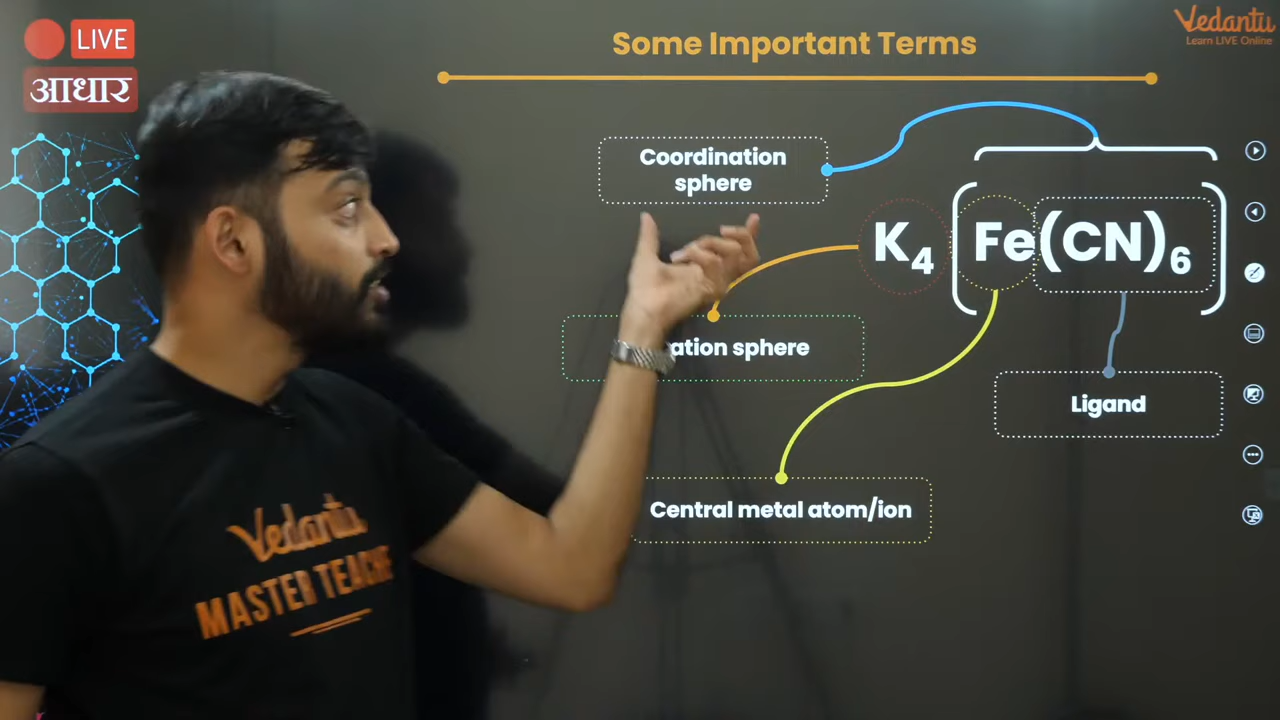 LIVE
आधार
Vedantu
Learn LIVE Online
Some Important Terms
Coordination
sphere
K4 [Fe(CN)6]
ation sphere
Ligand
Central metal atom/ion
Vedantu
MASTER TEACHE